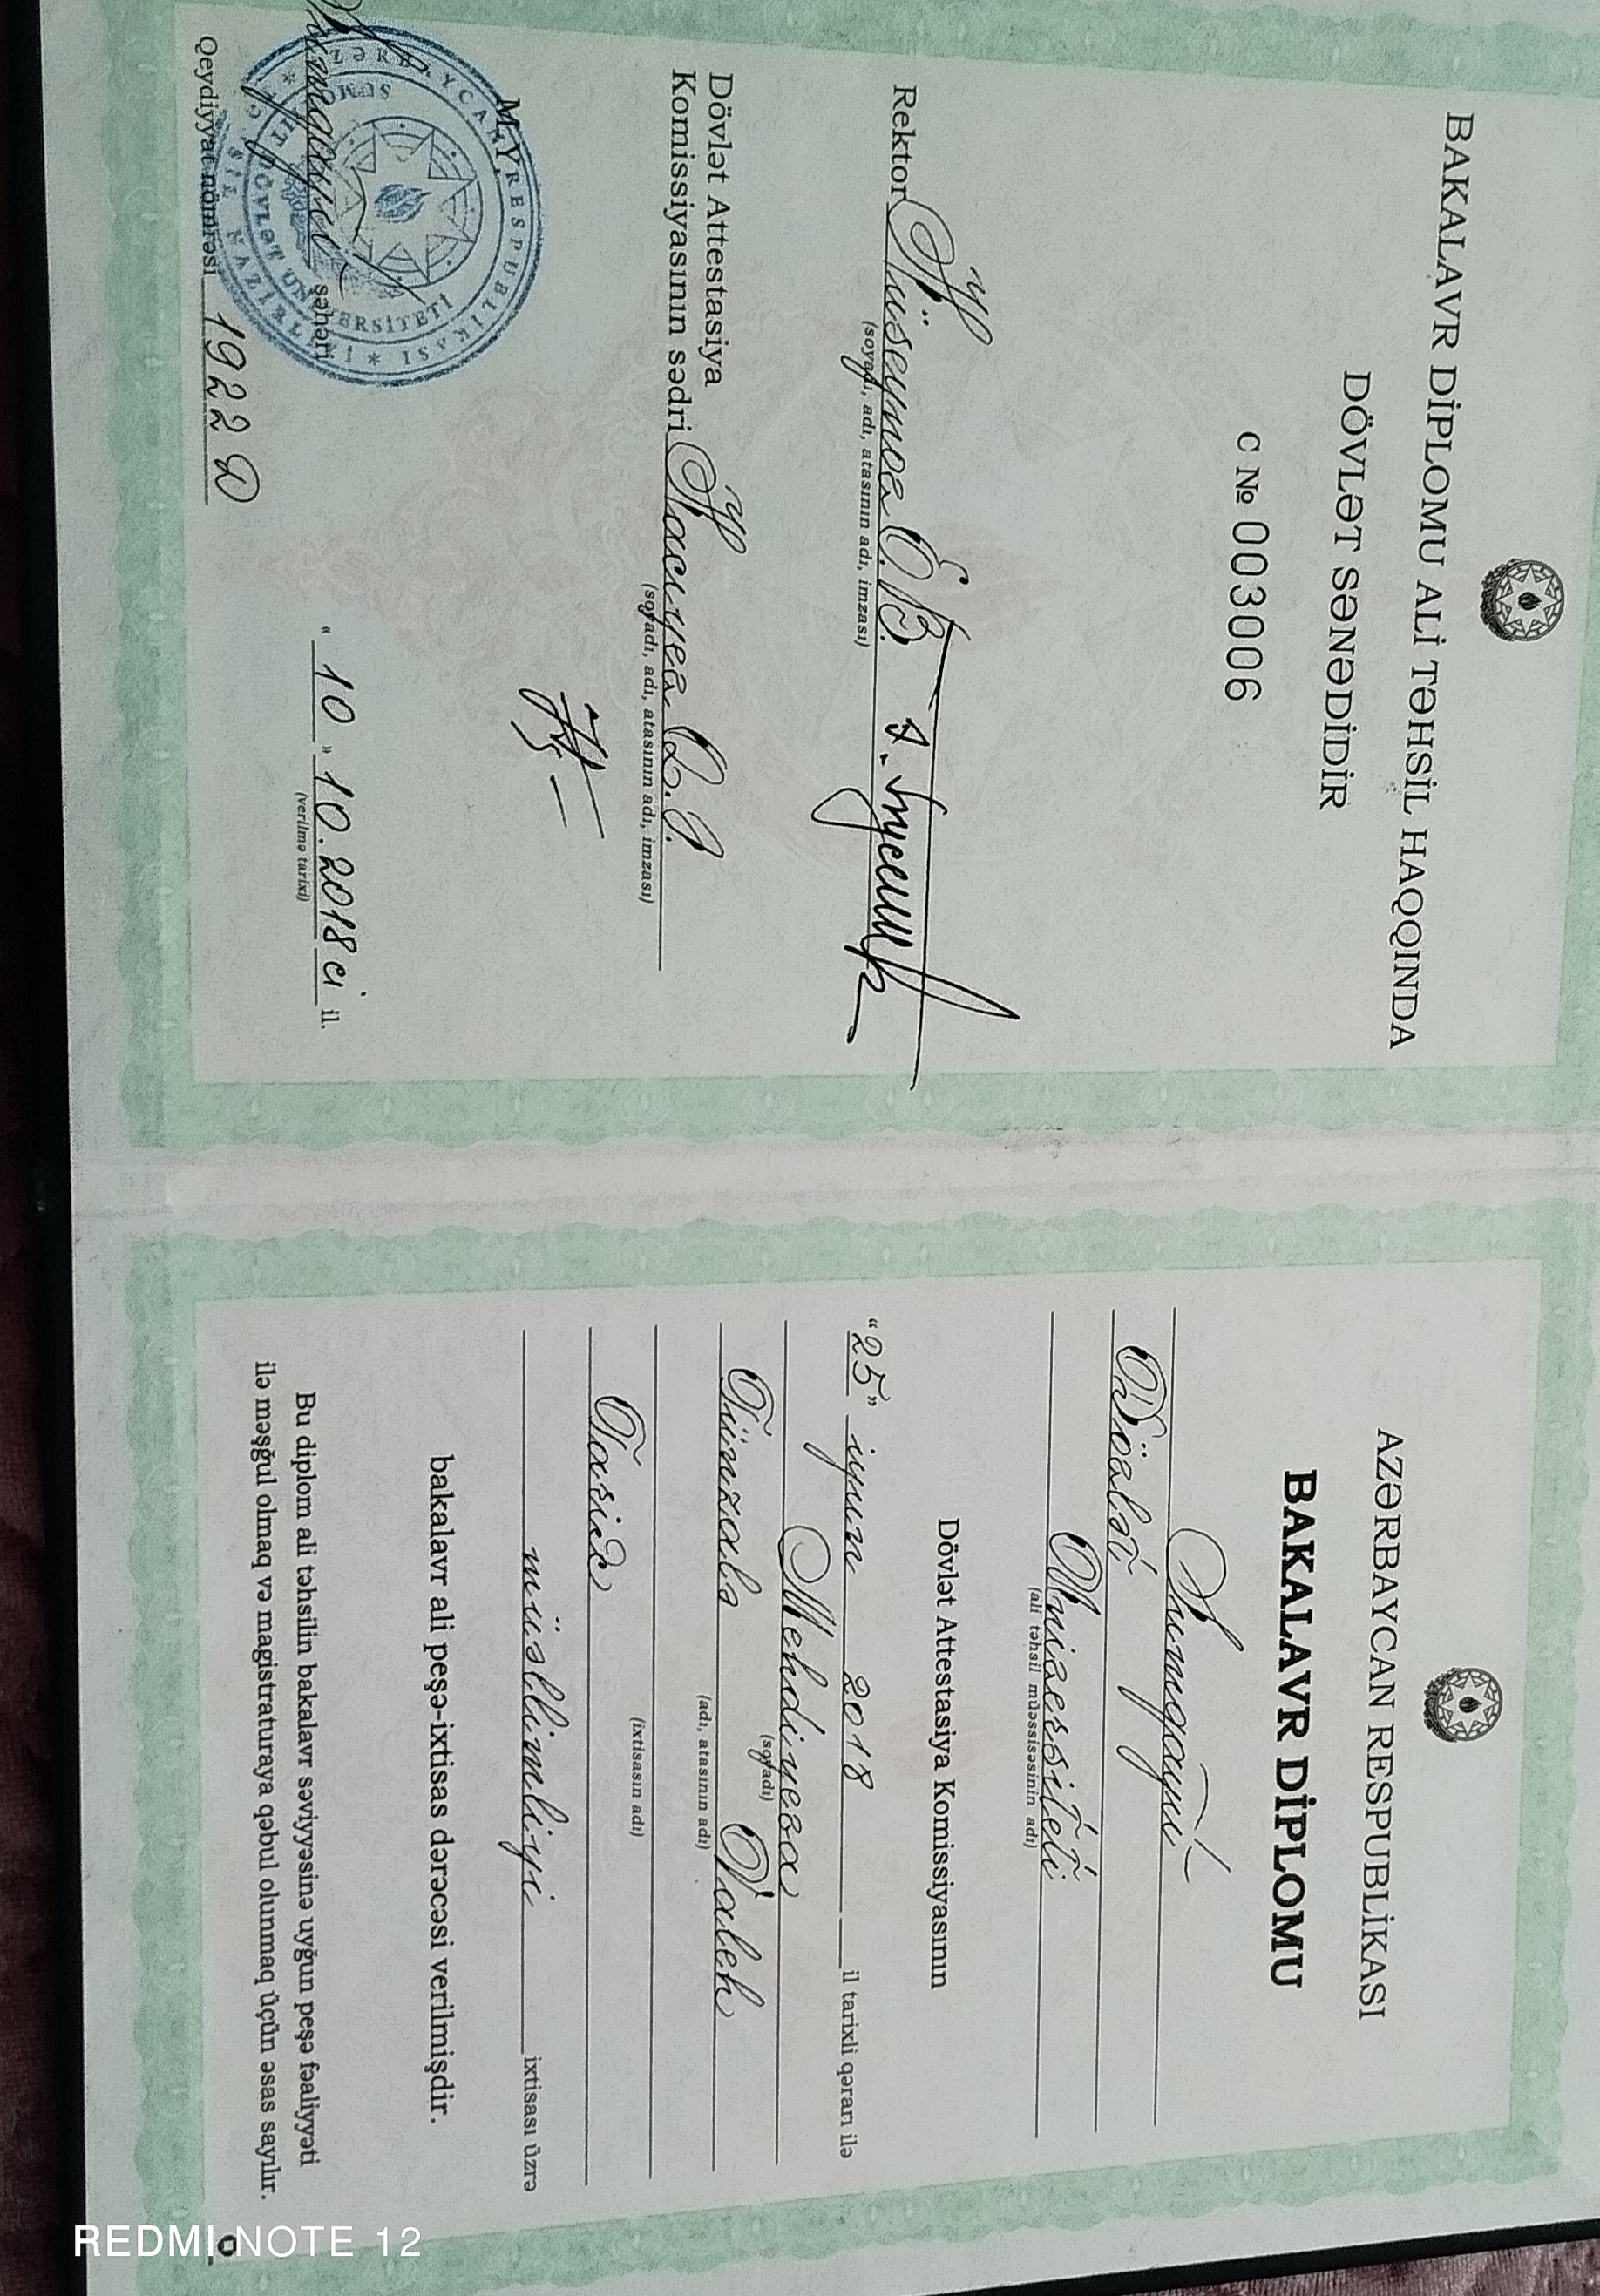 BAKALAVR DİPLOMU ALİ TƏHSİL HAQQINDA
DÖVLƏT SƏNƏDİDİR
C № 003006
Rektor Hüseynov E.B.
(soyadı, adı, atasının adı, imzası)
Dövlət Attestasiya
Komissiyasının sədri Hacıyev
(soyadı, adı, atasının adı, imzası)
M.Y.
Sumqayıt şəhəri
" 10 " 10.2018 ci il.
(verilmə tarixi)
Qeydiyyat nömrəsi 1922 D
AZƏRBAYCAN RESPUBLİKASI
BAKALAVR DİPLOMU
Sumqayıt
Dövlət
Universiteti
(ali təhsil müəssisəsinin adı)
Dövlət Attestasiya Komissiyasının
"25" iyun 2018 il tarixli qərarı ilə
Mehdiyeva
(soyadı)
Tünzalə Valeh
(adı, atasının adı)
(ixtisasın adı)
Tarix
müəllimliyi ixtisası üzrə
bakalavr ali peşə-ixtisas dərəcəsi verilmişdir.
Bu diplom ali təhsilin bakalavr səviyyəsinə uyğun peşə fəaliyyəti
ilə məşğul olmaq və magistraturaya qəbul olunmaq üçün əsas sayılır.
REDMI NOTE 12